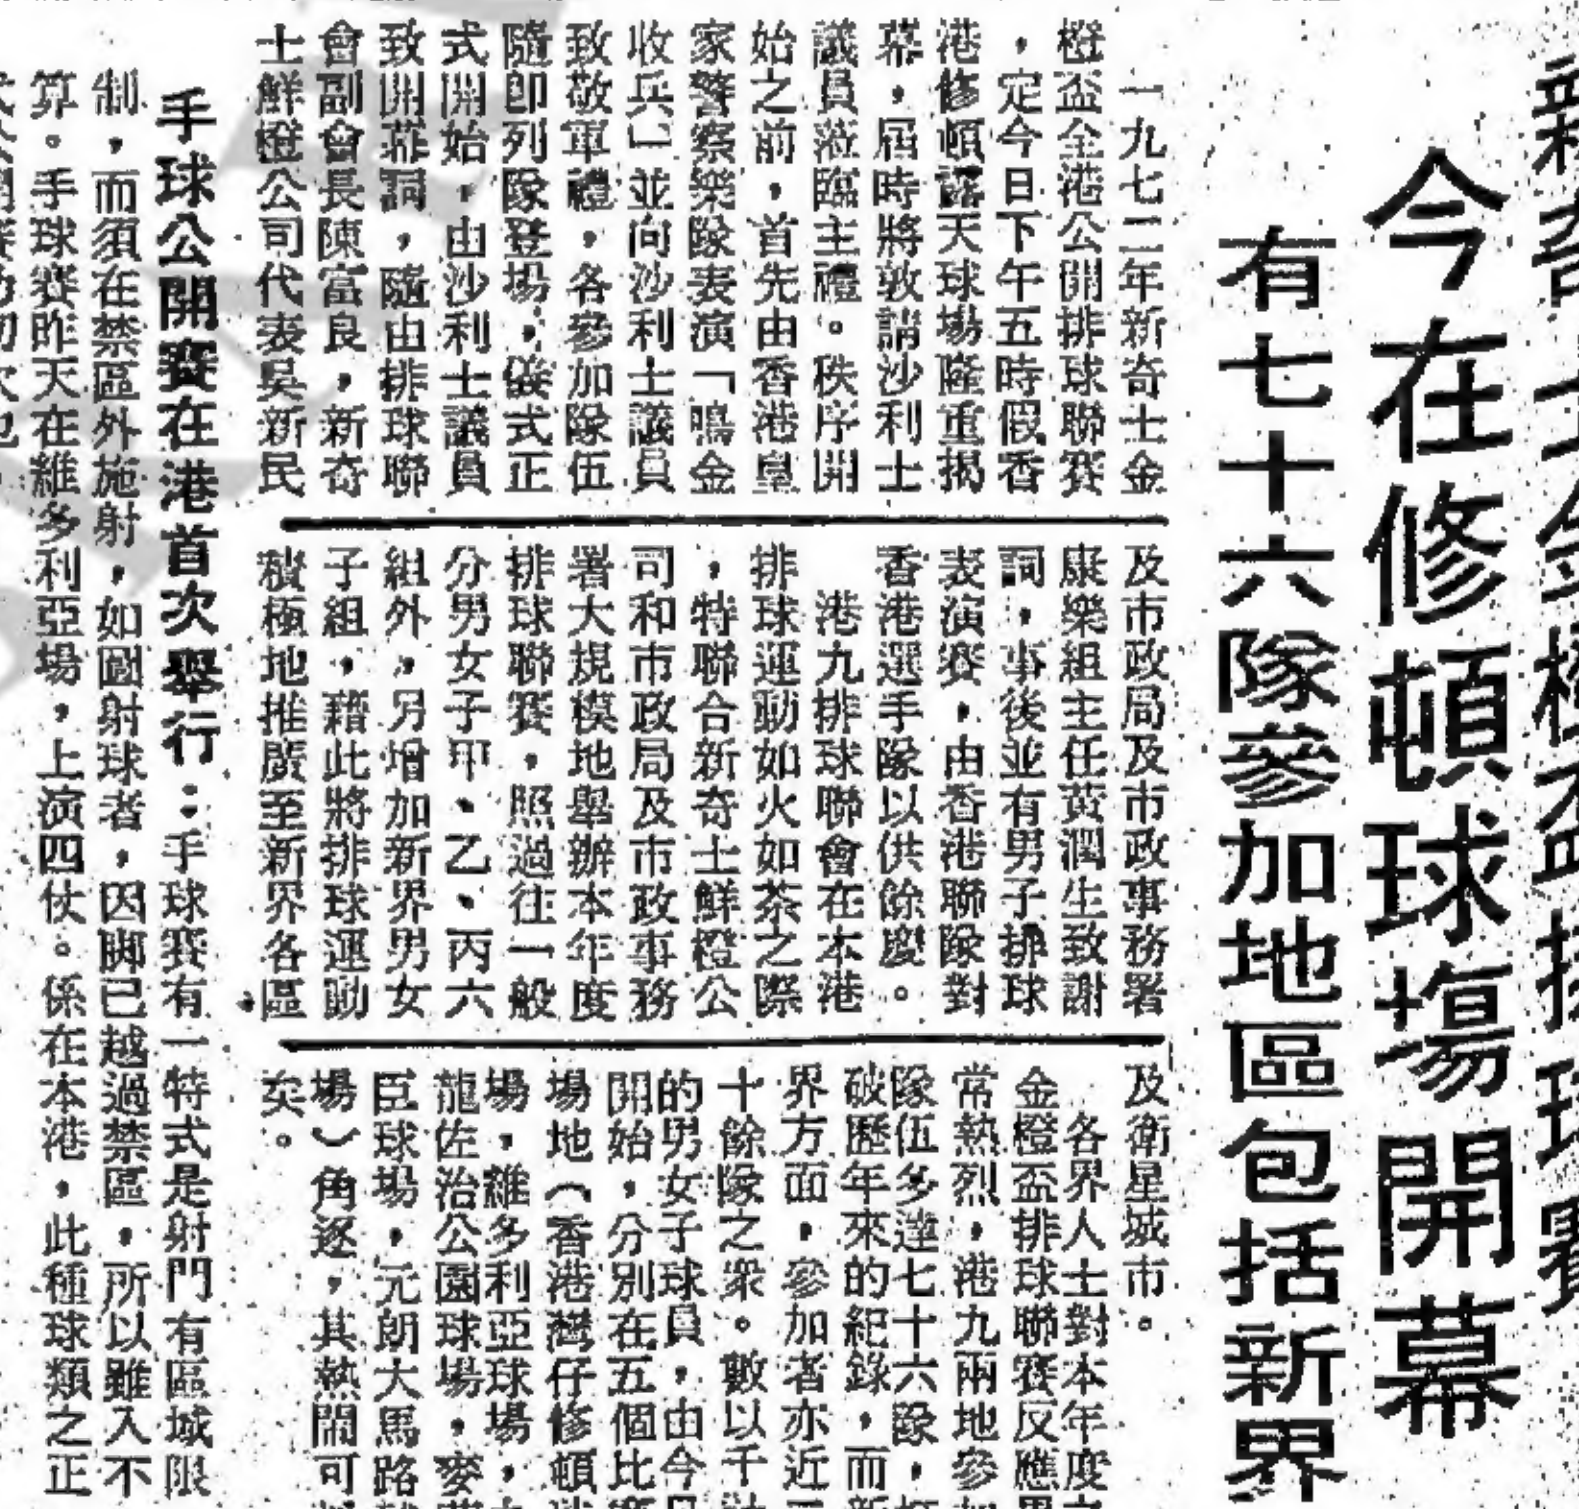 新奇士金橙盃排球賽
今在修頓球場開幕
有七十六隊參加地區包括新界
一九七二年新奇士金
橙盃全港公開排球聯賽
，定今日下午五時假香
港修頓露天球場隆重揭
幕，屆時將敦請沙利士
議員蒞臨主禮。秩序開
始之前，首先由香港皇
家警察樂隊表演「鳴金
收兵」並向沙利士議員
致敬軍禮，各參加隊伍
隨即列隊登場，儀式正
式開始，由沙利士議員
致開幕詞，隨由排球聯
會副會長陳富良，新奇
士鮮橙公司代表吳新民
及市政局及市政事務署
康樂組主任黃潤生致謝
詞，事後並有男子排球
表演賽，由香港聯隊對
香港選手隊以供餘慶。
港九排球聯會在本港
排球運動如火如荼之際
，特聯合新奇士鮮橙公
司和市政局及市政事務
署大規模地舉辦本年度
排球聯賽，照過往一般
分男女子甲、乙、丙六
組外，另增加新界男女
子組，藉此將排球運動
積極地推廣至新界各區
及衛星城市。
各界人士對本年度
金橙盃排球聯賽反應
常熱烈，港九兩地參
隊伍多達七十六隊，
破歷年來的紀錄，而
界方面，參加者亦近
十餘隊之衆。數以千
的男女子球員，由今
開始，分別在五個比
場地（香港灣仔修頓
場，維多利亞球場，
龍佐治公園球場，麥
臣球場，元朗大馬路
場）角逐，其熱鬧可
矣。
手球公開賽在港首次舉行：手球賽有一特式是射門有區域限
制，而須在禁區外施射，如圖射球者，因脚已越過禁區，所以雖入不
算。手球賽昨天在維多利亞場，上演四仗。係在本港，此種球類之正